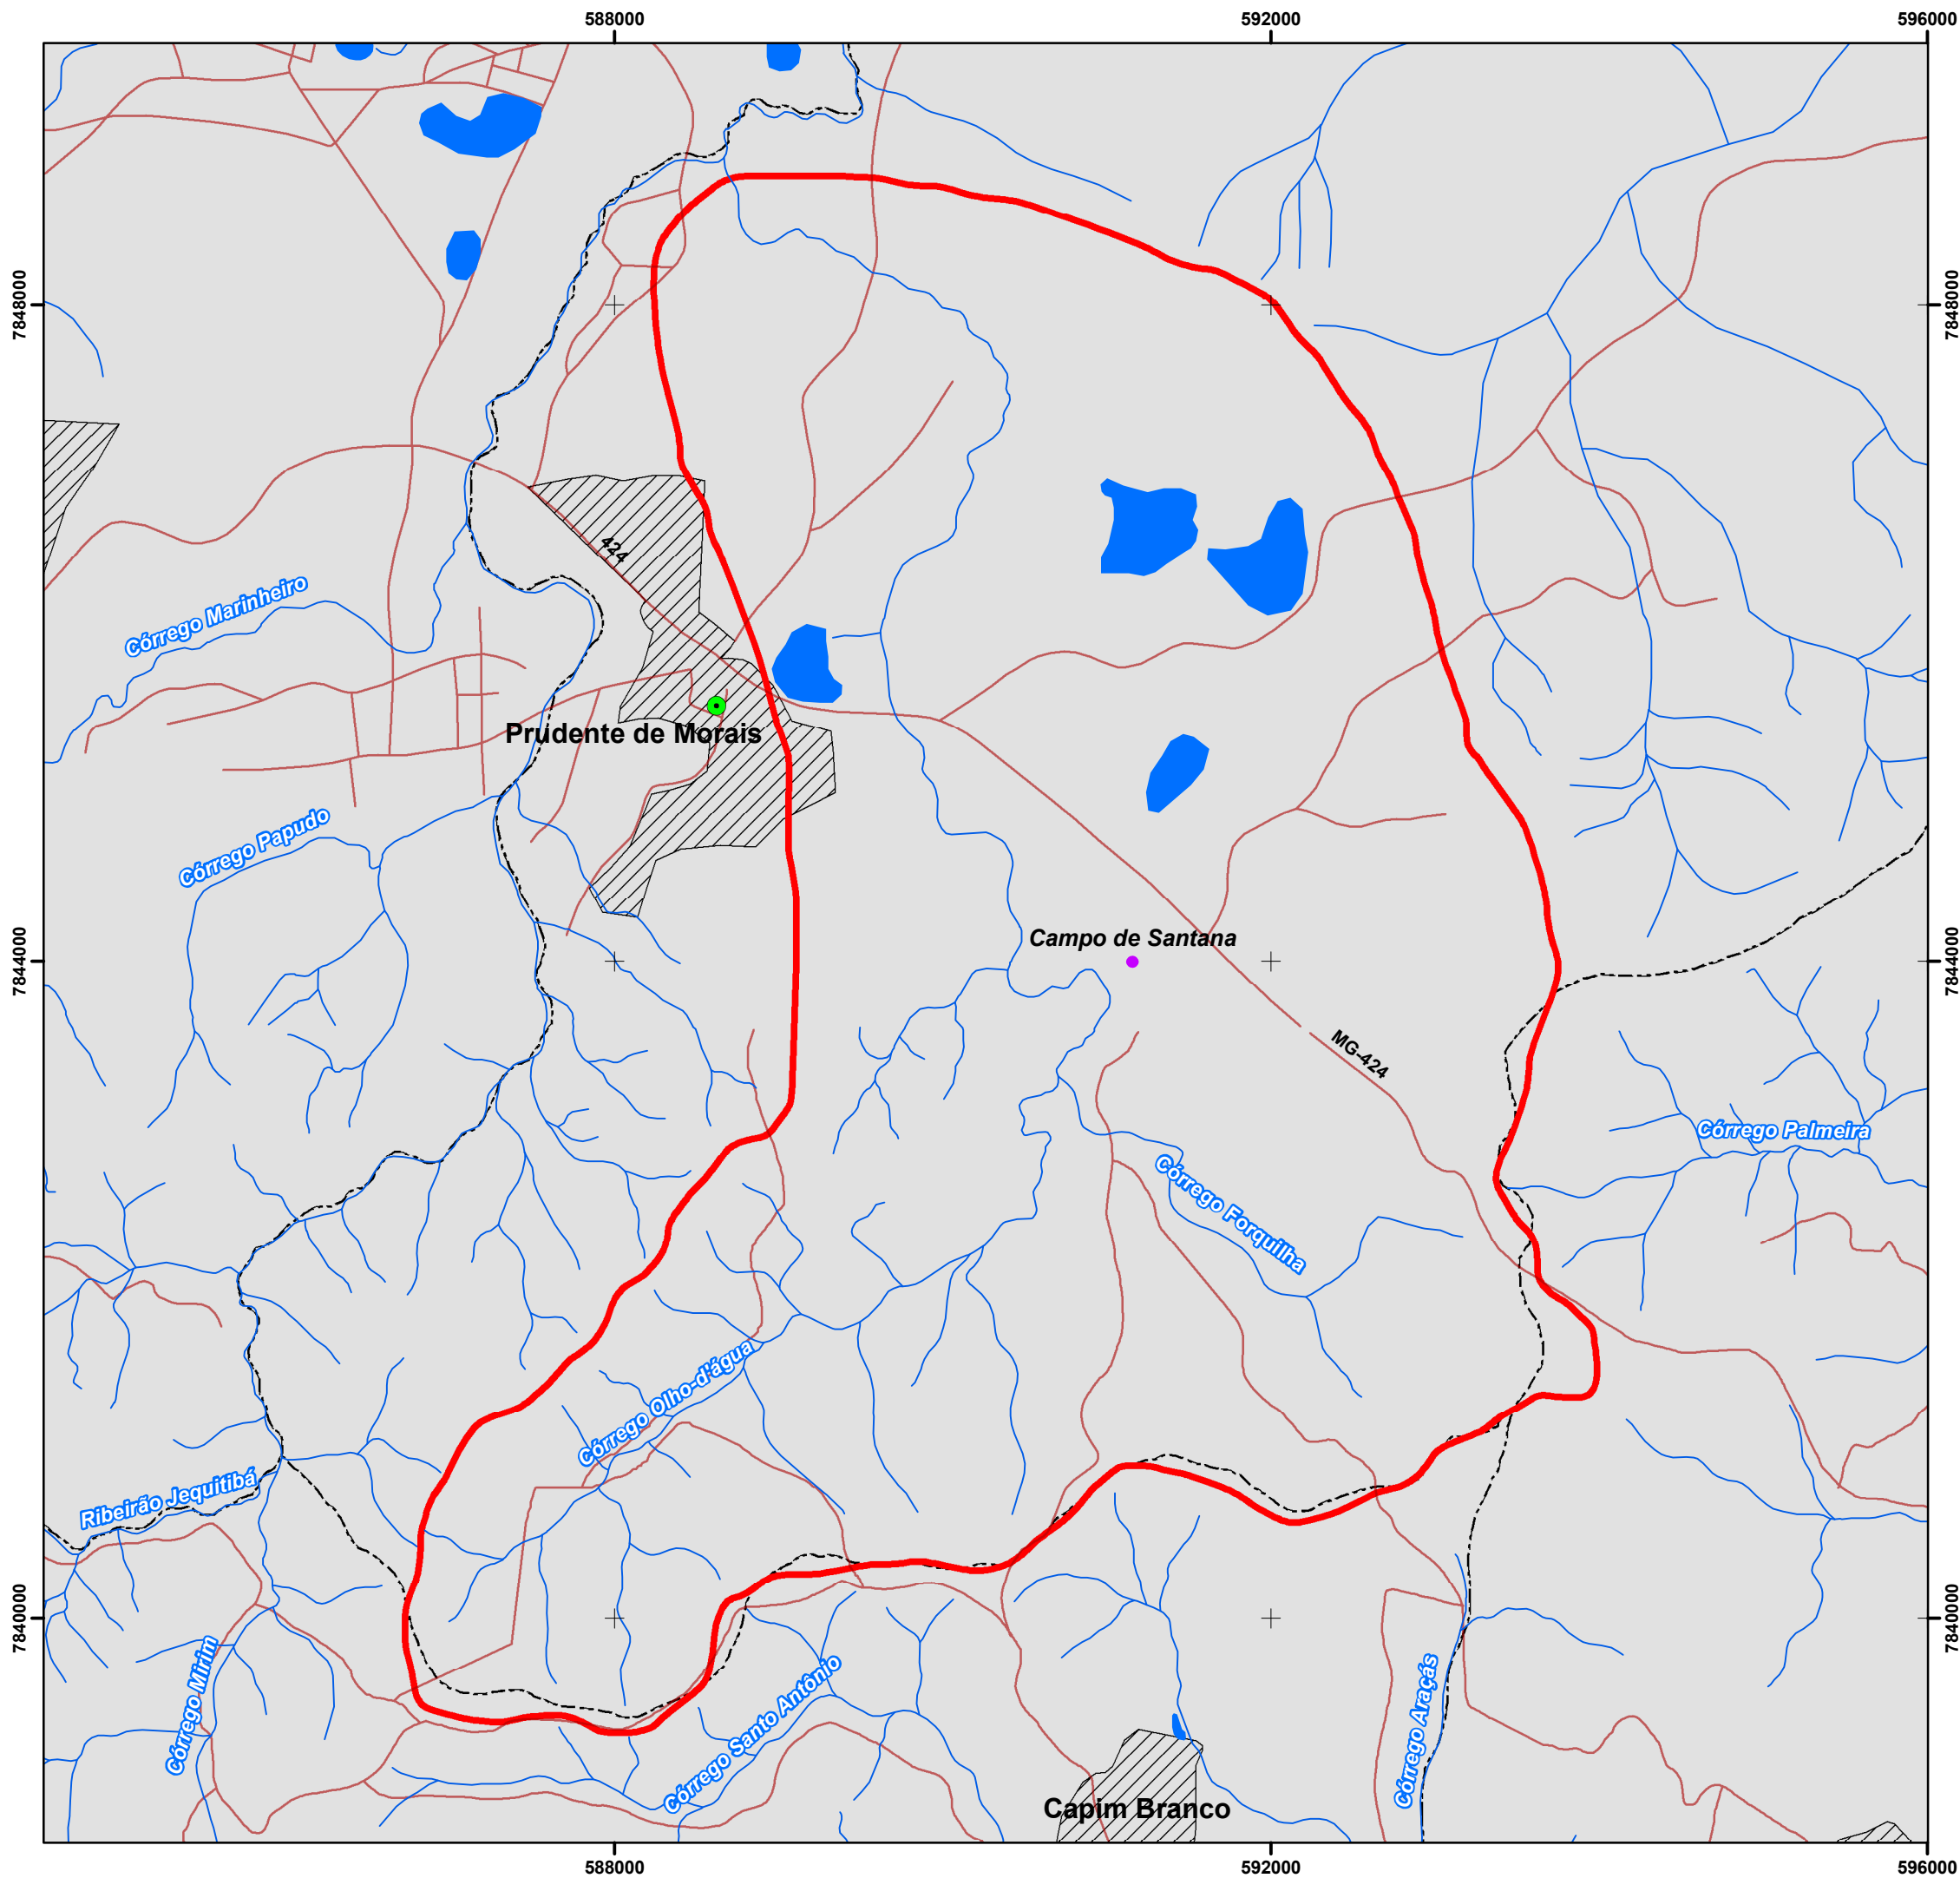 588000
592000
596000
7848000
7848000
424
Córrego Marinheiro
Prudente de Morais
Córrego Papudo
Campo de Santana
7844000
7844000
MG-424
Córrego Palmeira
Córrego Forquilha
Córrego Olho-d'água
Ribeirão Jequitibá
7840000
7840000
Córrego Mirim
Córrego Santo Antônio
Córrego Araçás
Capim Branco
588000
592000
596000